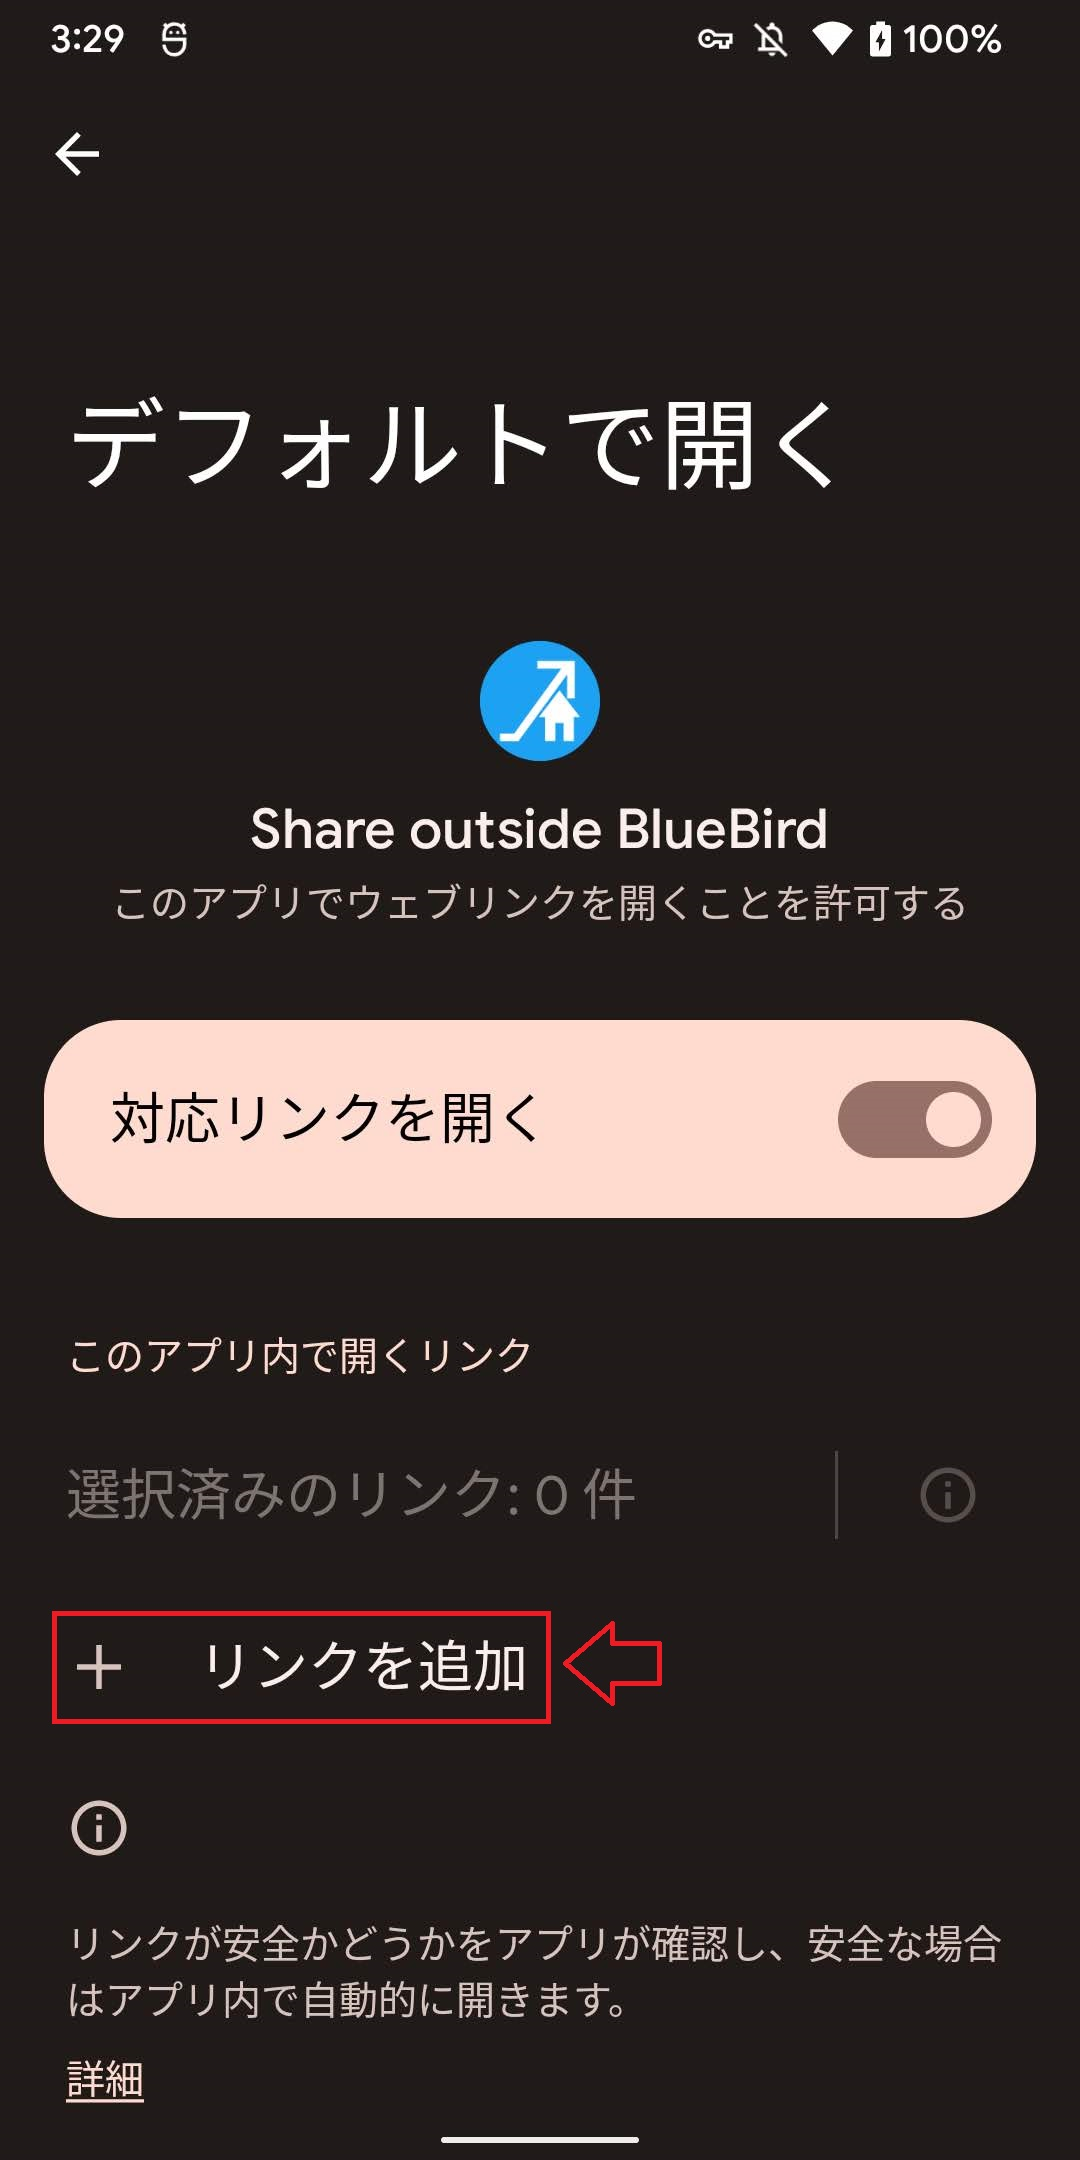 3:29
100%
デフォルトで開く
Share outside BlueBird
このアプリでウェブリンクを開くことを許可する
対応リンクを開く
このアプリ内で開くリンク
選択済みのリンク: 0 件
リンクを追加
リンクが安全かどうかをアプリが確認し、安全な場合
はアプリ内で自動的に開きます。
詳細